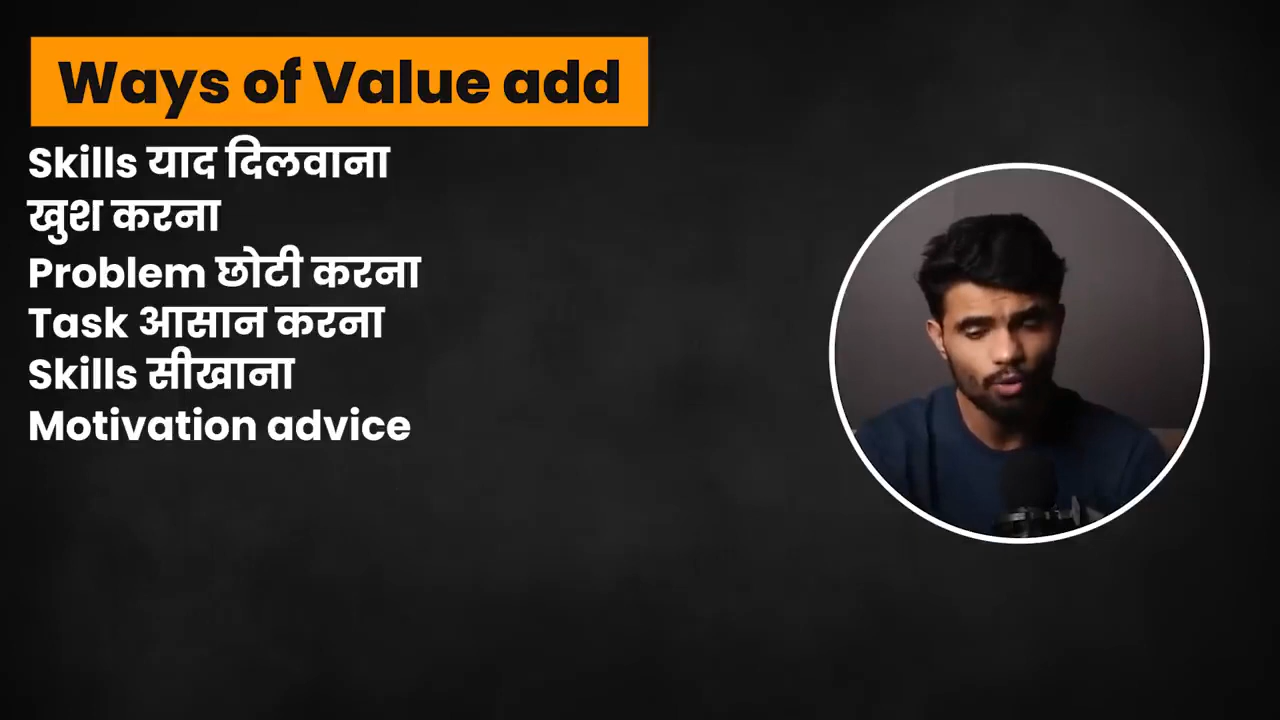 Ways of Value add
Skills याद दिलवाना
खुश करना
Problem छोटी करना
Task आसान करना
Skills सीखाना
Motivation advice